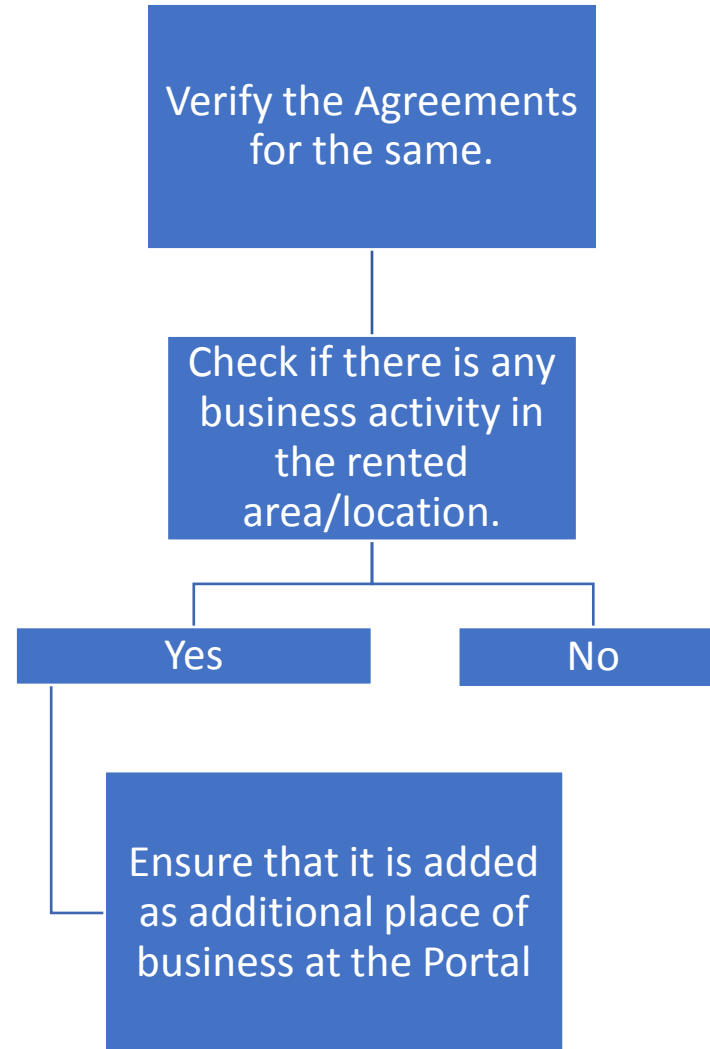 Verify the Agreements
for the same.
Check if there is any
business activity in
the rented
area/location.
Yes
No
Ensure that it is added
as additional place of
business at the Portal